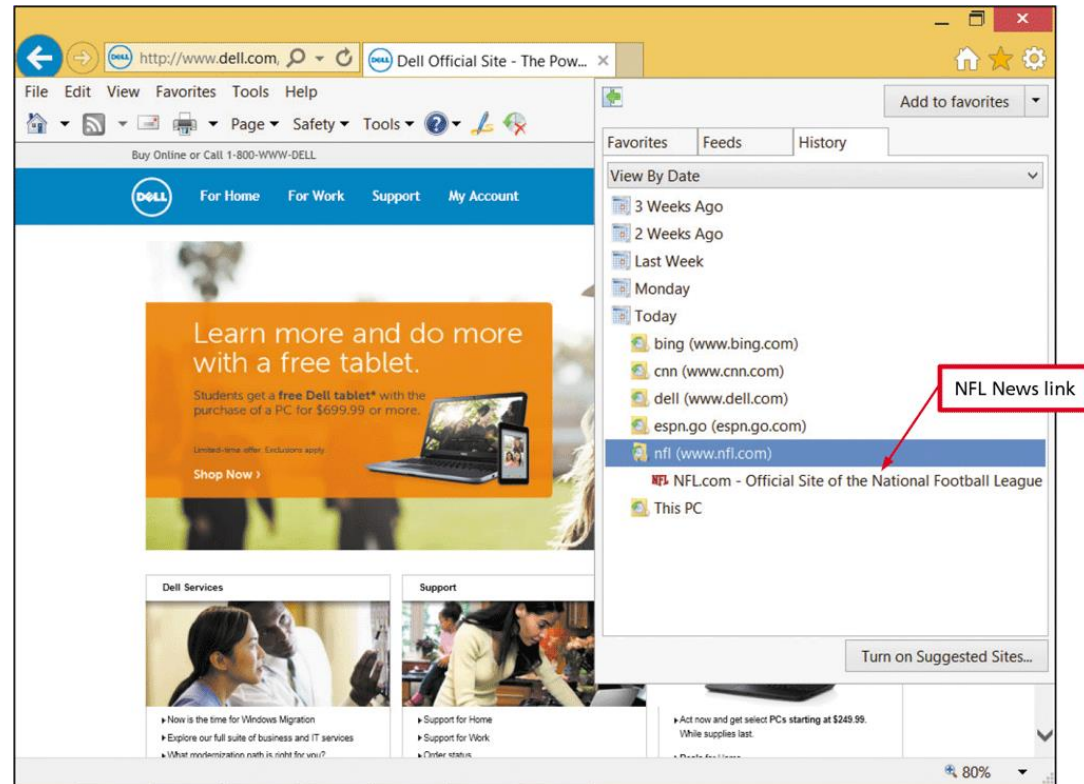 http://www.dell.com,
Dell Official Site - The Pow...
File Edit View Favorites Tools Help
Page Safety Tools
Add to favorites
Favorites Feeds History
View By Date
3 Weeks Ago
2 Weeks Ago
Last Week
Monday
Today
bing (www.bing.com)
cnn (www.cnn.com)
dell (www.dell.com)
espn.go (espn.go.com)
nfl (www.nfl.com)
NFL NFL.com - Official Site of the National Football League
This PC
Turn on Suggested Sites...
NFL News link
Buy Online or Call 1-800-WWW-DELL
DELL For Home For Work Support My Account
Learn more and do more
with a free tablet.
Students get a free Dell tablet* with the
purchase of a PC for $699.99 or more.
Limited-time offer. Exclusions apply.
Shop Now >
Dell Services
Now is the time for Windows Migration
Explore our full suite of business and IT services
What modernization path is right for you?
Support
Support for Home
Support for Work
Order status
Act now and get select PCs starting at $249.99.
While supplies last.
Deals for Home
80%